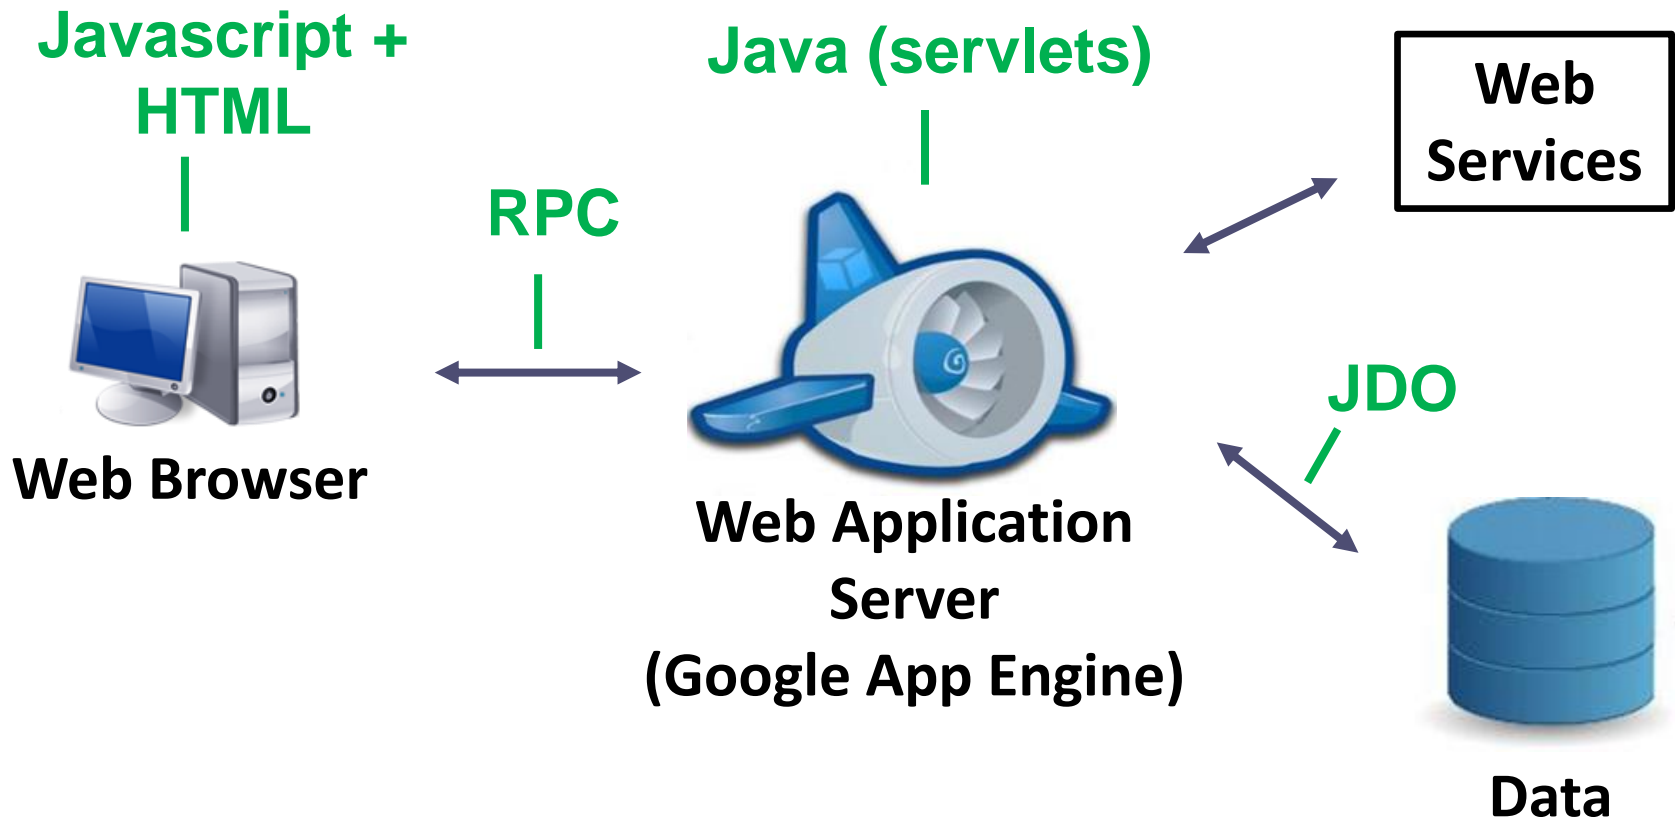 Javascript +
HTML
Java (servlets)
Web
Services
RPC
JDO
Web Browser
Web Application
Server
(Google App Engine)
Data